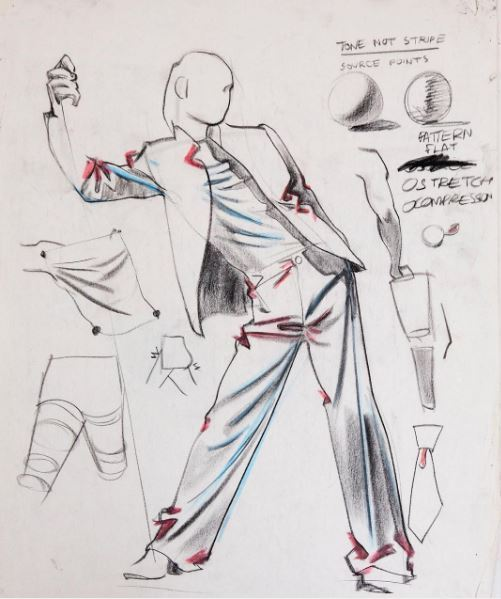 TONE NOT STRIPE
SOURCE POINTS
PATTERN
FLAT
O STRETCH
O COMPRESSION